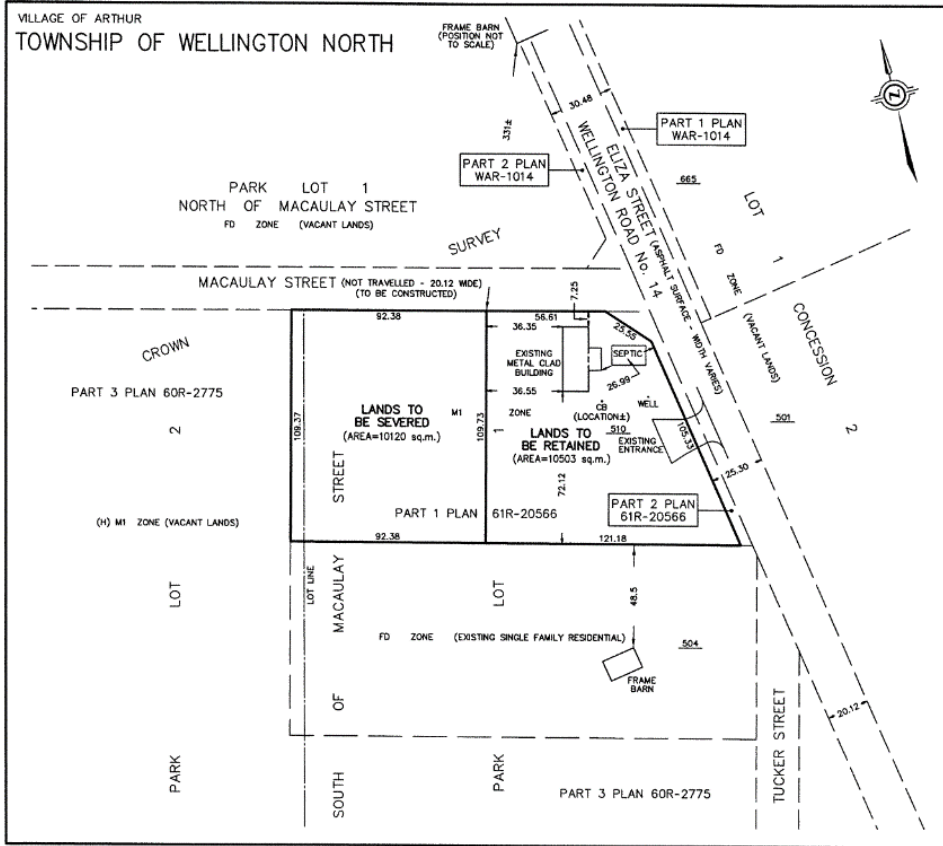 VILLAGE OF ARTHUR
TOWNSHIP OF WELLINGTON NORTH
FRAME BARN
(POSITION NOT
TO SCALE)
331±
30.48
PART 1 PLAN
WAR-1014
PART 2 PLAN
WAR-1014
ELIZA STREET (ASPHALT SURFACE - WIDTH VARIES)
WELLINGTON ROAD No. 14
665
LOT 1
FD ZONE
(VACANT LANDS)
CONCESSION 2
501
N
PARK LOT 1
NORTH OF MACAULAY STREET
FD ZONE (VACANT LANDS)
SURVEY
MACAULAY STREET (NOT TRAVELLED - 20.12 WIDE)
(TO BE CONSTRUCTED)
7.25
92.38
56.61
36.35
25.55
CROWN
EXISTING
METAL CLAD
BUILDING
SEPTIC
26.99
36.55
PART 3 PLAN 60R-2775
CB
(LOCATION±)
WELL
109.37
LANDS TO
BE SEVERED
(AREA=10120 sq.m.)
M1 ZONE
109.73
1
LANDS TO
BE RETAINED
(AREA=10503 sq.m.)
510
EXISTING
ENTRANCE
105.33
25.30
2
72.12
PART 1 PLAN 61R-20566
PART 2 PLAN
61R-20566
(H) M1 ZONE (VACANT LANDS)
92.38
121.18
LOT LINE
48.5
LOT
LOT
FD ZONE (EXISTING SINGLE FAMILY RESIDENTIAL)
504
FRAME
BARN
20.12
PARK
SOUTH OF MACAULAY STREET
PARK
PART 3 PLAN 60R-2775
TUCKER STREET